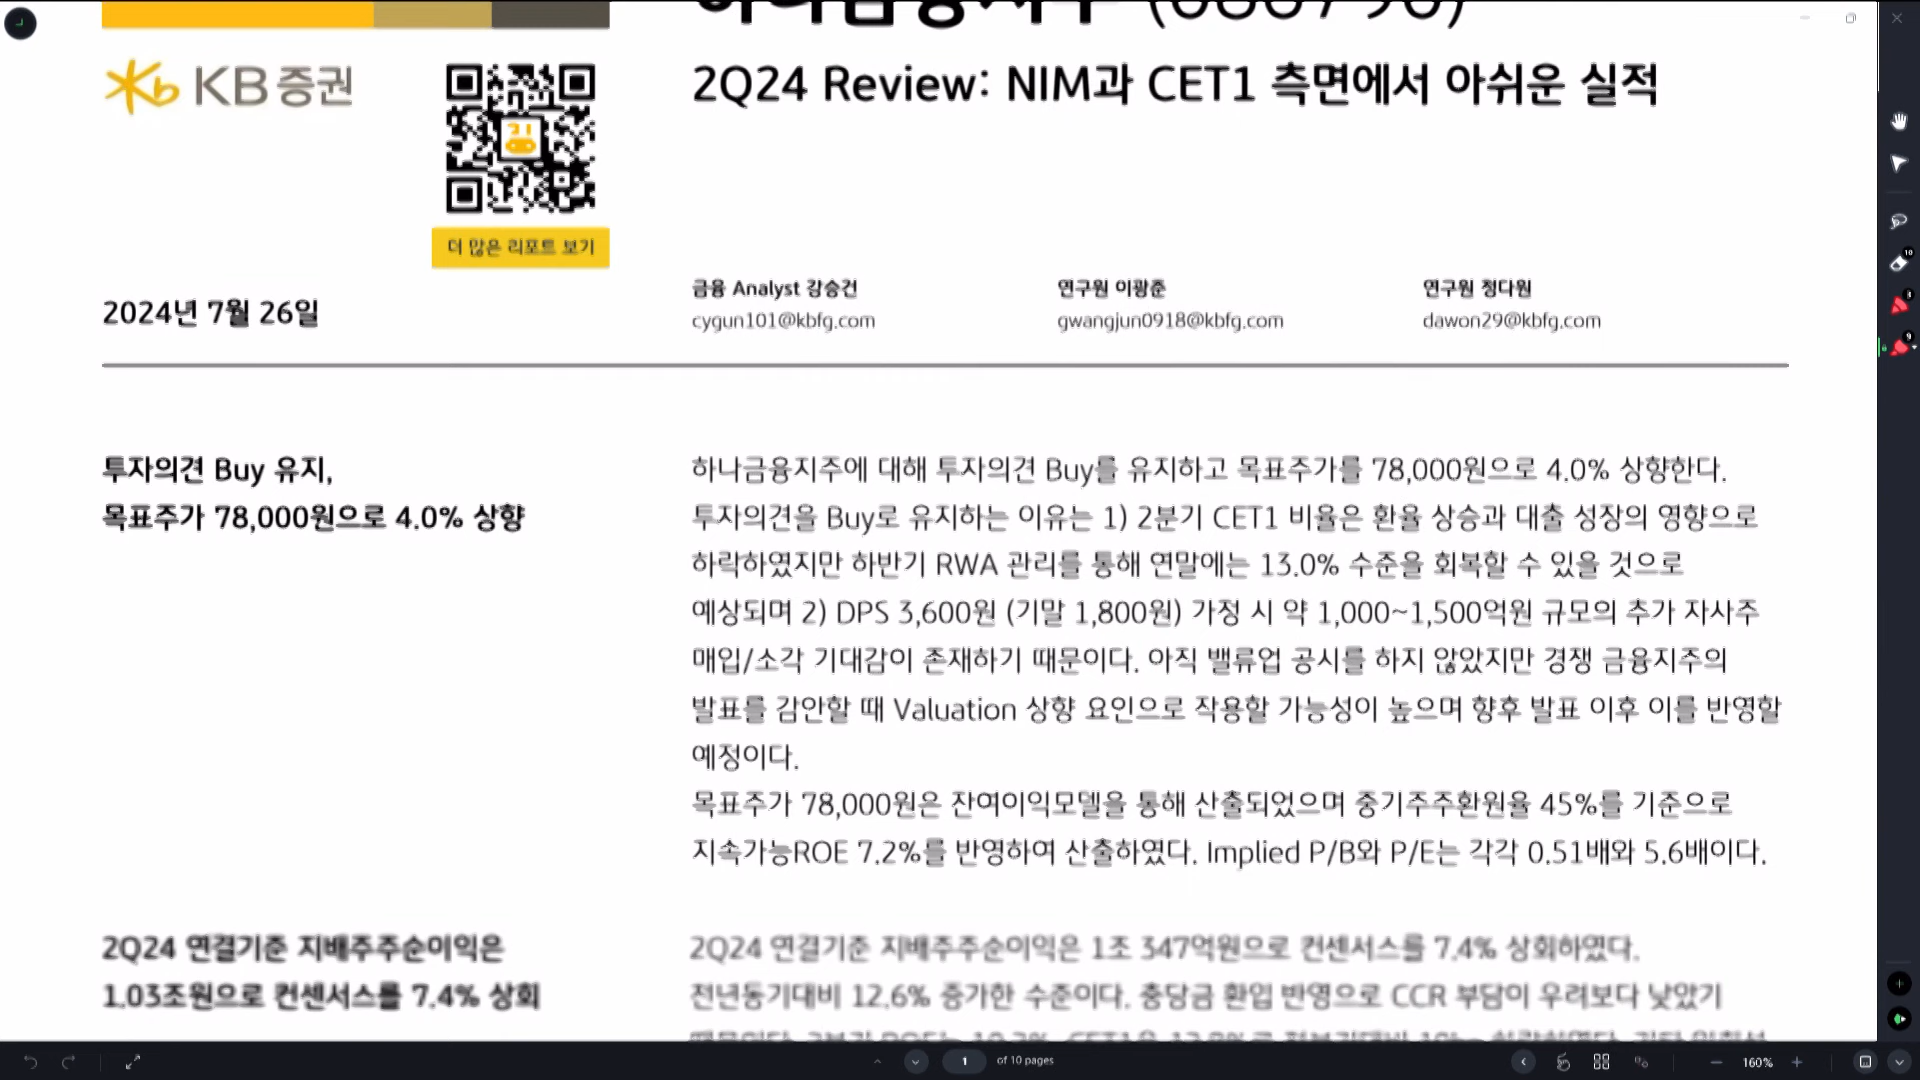 (086790)
KB증권
2Q24 Review: NIM과 CET1 측면에서 아쉬운 실적
더 많은 리포트 보기
2024년 7월 26일
금융 Analyst 강승건
cygun101@kbfg.com
연구원 이광준
gwangjun0918@kbfg.com
연구원 정다원
dawon29@kbfg.com
투자의견 Buy 유지,
목표주가 78,000원으로 4.0% 상향
하나금융지주에 대해 투자의견 Buy를 유지하고 목표주가를 78,000원으로 4.0% 상향한다.
투자의견을 Buy로 유지하는 이유는 1) 2분기 CET1 비율은 환율 상승과 대출 성장의 영향으로
하락하였지만 하반기 RWA 관리를 통해 연말에는 13.0% 수준을 회복할 수 있을 것으로
예상되며 2) DPS 3,600원 (기말 1,800원) 가정 시 약 1,000~1,500억원 규모의 추가 자사주
매입/소각 기대감이 존재하기 때문이다. 아직 밸류업 공시를 하지 않았지만 경쟁 금융지주의
발표를 감안할 때 Valuation 상향 요인으로 작용할 가능성이 높으며 향후 발표 이후 이를 반영할
예정이다.
목표주가 78,000원은 잔여이익모델을 통해 산출되었으며 중기주주환원율 45%를 기준으로
지속가능ROE 7.2%를 반영하여 산출하였다. Implied P/B와 P/E는 각각 0.51배와 5.6배이다.
2Q24 연결기준 지배주주순이익은
1.03조원으로 컨센서스를 7.4% 상회
2Q24 연결기준 지배주주순이익은 1조 347억원으로 컨센서스를 7.4% 상회하였다.
전년동기대비 12.6% 증가한 수준이다. 충당금 환입 반영으로 CCR 부담이 우려보다 낮았기
1 of 10 pages
160%